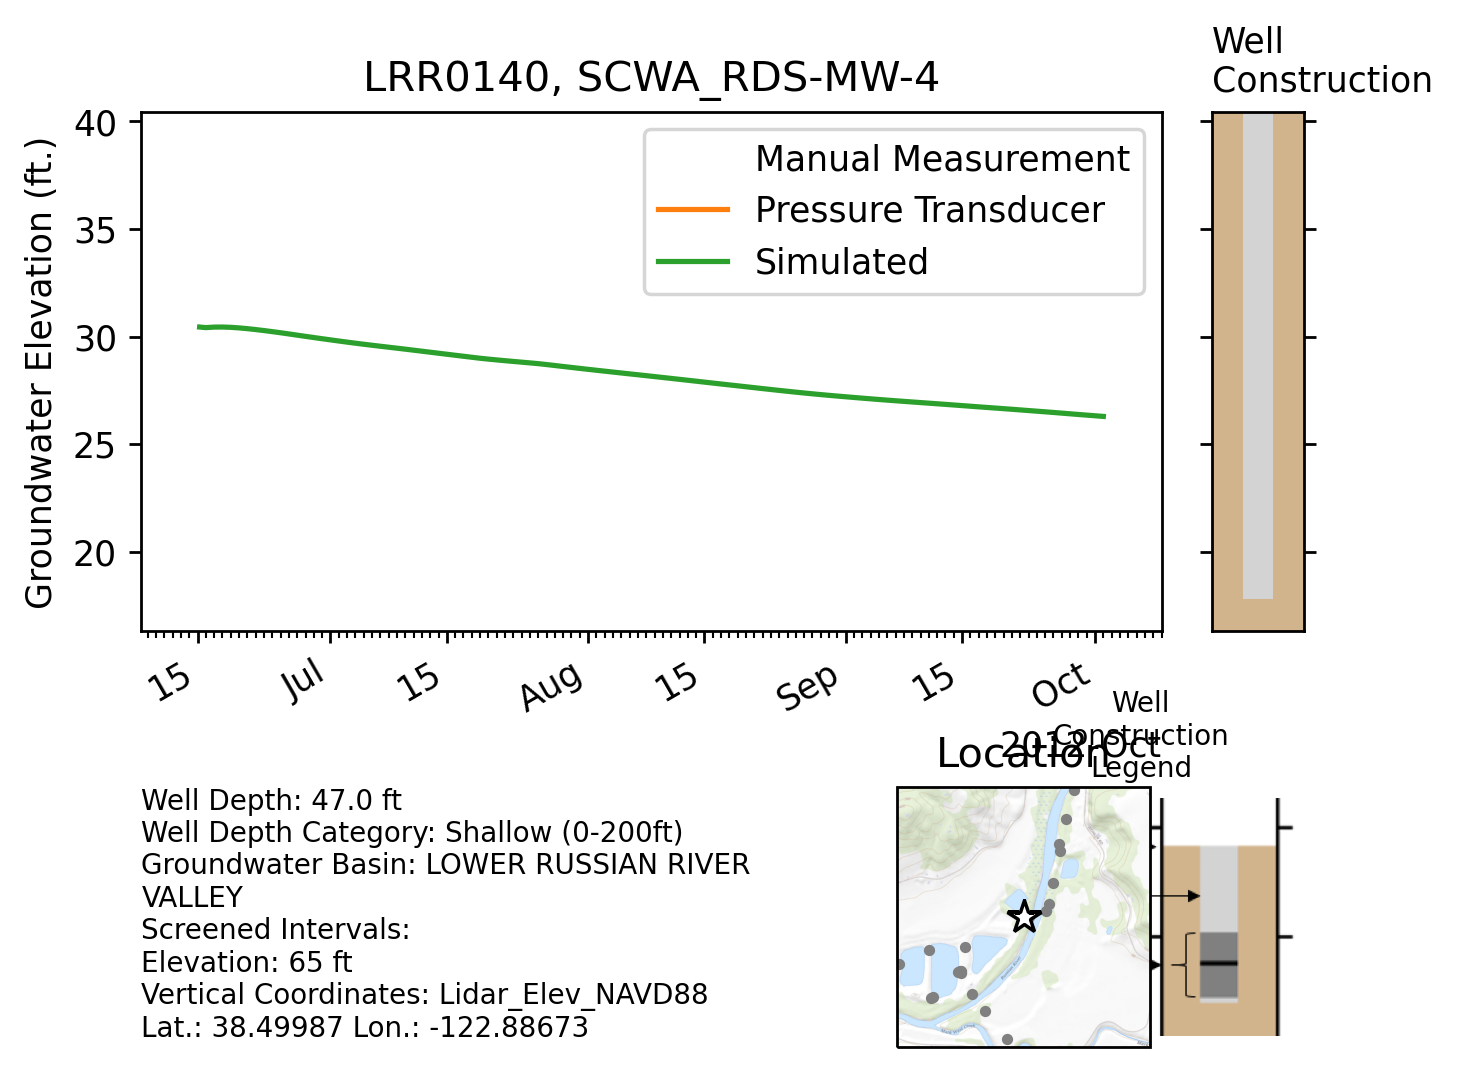 Well
Construction
LRR0140, SCWA_RDS-MW-4
Groundwater Elevation (ft.)
40
35
30
25
20
Manual Measurement
Pressure Transducer
Simulated
15
Jul
15
Aug
15
Sep
15
Oct
2012-Oct
Location
Well
Construction
Legend
Well Depth: 47.0 ft
Well Depth Category: Shallow (0-200ft)
Groundwater Basin: LOWER RUSSIAN RIVER
VALLEY
Screened Intervals:
Elevation: 65 ft
Vertical Coordinates: Lidar_Elev_NAVD88
Lat.: 38.49987 Lon.: -122.88673